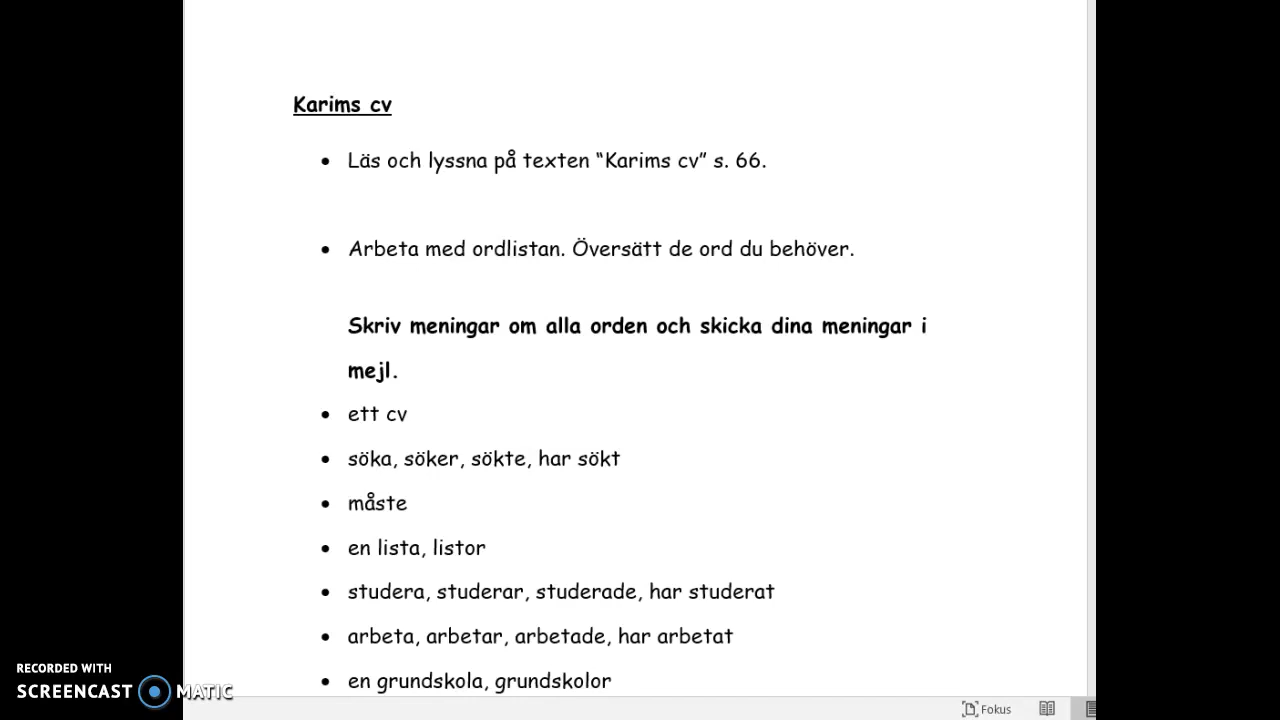 Karims cv
• Läs och lyssna på texten “Karims cv” s. 66.
• Arbeta med ordlistan. Översätt de ord du behöver.
Skriv meningar om alla orden och skicka dina meningar i
mejl.
• ett cv
• söka, söker, sökte, har sökt
• måste
• en lista, listor
• studera, studerar, studerade, har studerat
• arbeta, arbetar, arbetade, har arbetat
• en grundskola, grundskolor
RECORDED WITH
SCREENCAST MATIC
Fokus